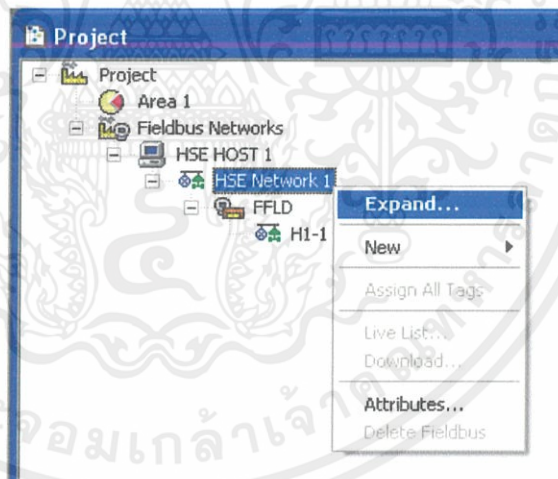 Project
Project
Area 1
Fieldbus Networks
HSE HOST 1
HSE Network 1
FFLD
H1-1
Expand...
New
Assign All Tags
Live List...
Download...
Attributes...
Delete Fieldbus